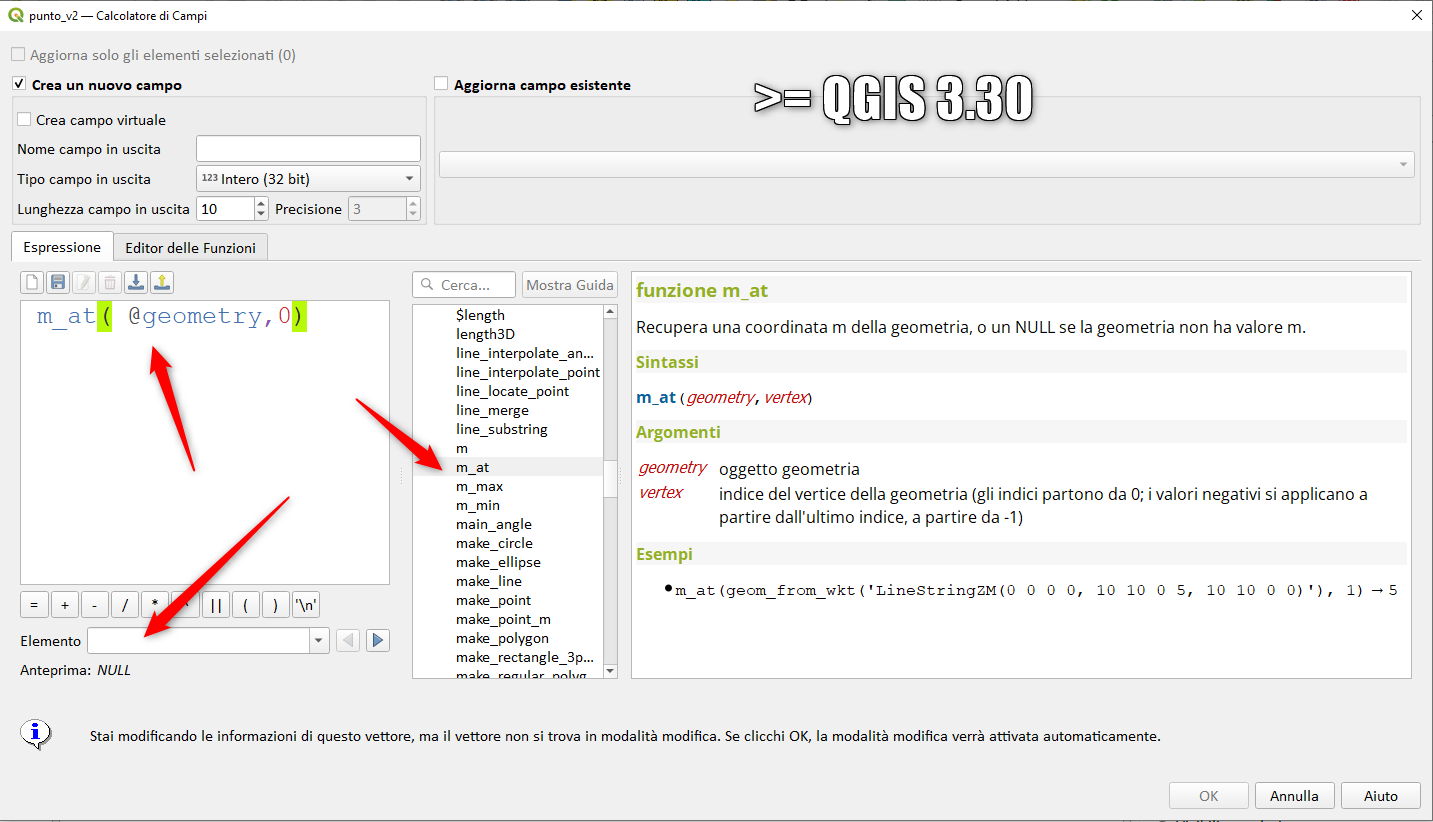 punto_v2 — Calcolatore di Campi
Aggiorna solo gli elementi selezionati (0)
Crea un nuovo campo
Aggiorna campo esistente
>= QGIS 3.30
Crea campo virtuale
Nome campo in uscita
Tipo campo in uscita
123 Intero (32 bit)
Lunghezza campo in uscita 10 Precisione 3
Espressione Editor delle Funzioni
m_at( @geometry,0)
= + - / * ^ || ( ) '\n'
Elemento
Anteprima: NULL
Cerca... Mostra Guida
$length
length3D
line_interpolate_an...
line_interpolate_point
line_locate_point
line_merge
line_substring
m
m_at
m_max
m_min
main_angle
make_circle
make_ellipse
make_line
make_point
make_point_m
make_polygon
make_rectangle_3p...
make_regular_polyg
funzione m_at
Recupera una coordinata m della geometria, o un NULL se la geometria non ha valore m.
Sintassi
m_at(geometry, vertex)
Argomenti
geometry oggetto geometria
vertex indice del vertice della geometria (gli indici partono da 0; i valori negativi si applicano a
partire dall'ultimo indice, a partire da -1)
Esempi
● m_at(geom_from_wkt('LineStringZM(0 0 0 0, 10 10 0 5, 10 10 0 0)'), 1) → 5
Stai modificando le informazioni di questo vettore, ma il vettore non si trova in modalità modifica. Se clicchi OK, la modalità modifica verrà attivata automaticamente.
OK Annulla Aiuto